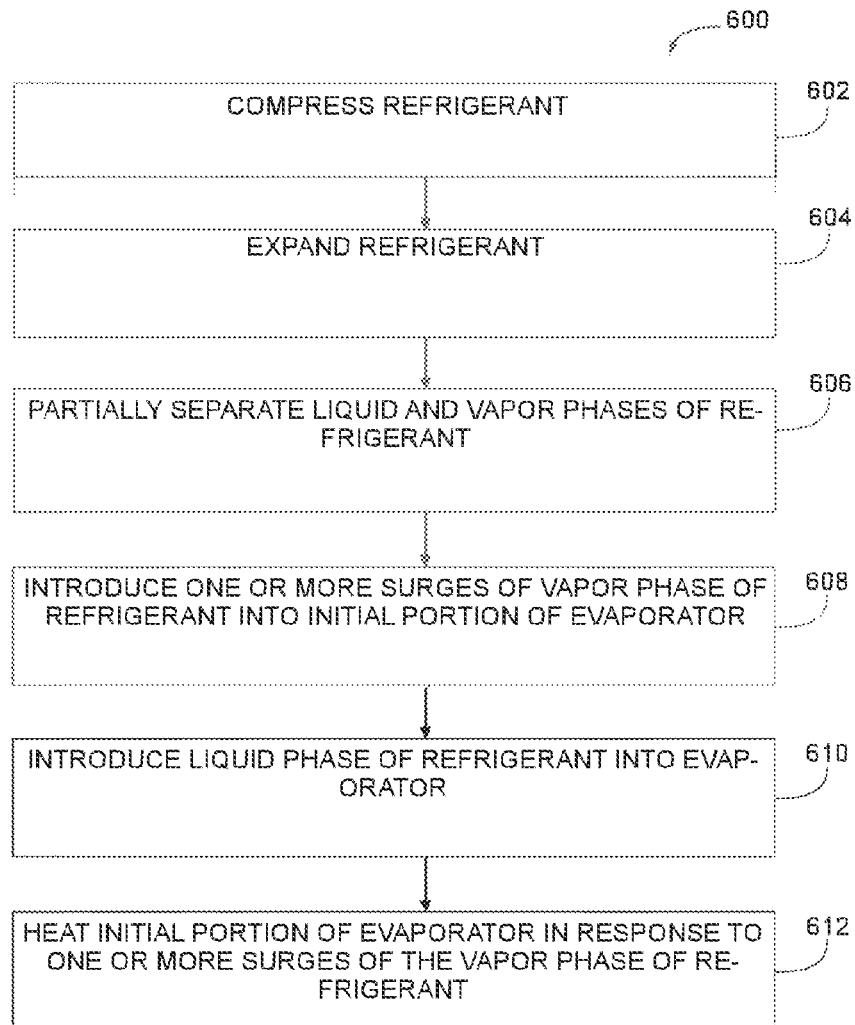 600
COMPRESS REFRIGERANT
602
EXPAND REFRIGERANT
604
PARTIALLY SEPARATE LIQUID AND VAPOR PHASES OF RE-
FRIGERANT
606
INTRODUCE ONE OR MORE SURGES OF VAPOR PHASE OF
REFRIGERANT INTO INITIAL PORTION OF EVAPORATOR
608
INTRODUCE LIQUID PHASE OF REFRIGERANT INTO EVAP-
ORATOR
610
HEAT INITIAL PORTION OF EVAPORATOR IN RESPONSE TO
ONE OR MORE SURGES OF THE VAPOR PHASE OF RE-
FRIGERANT
612